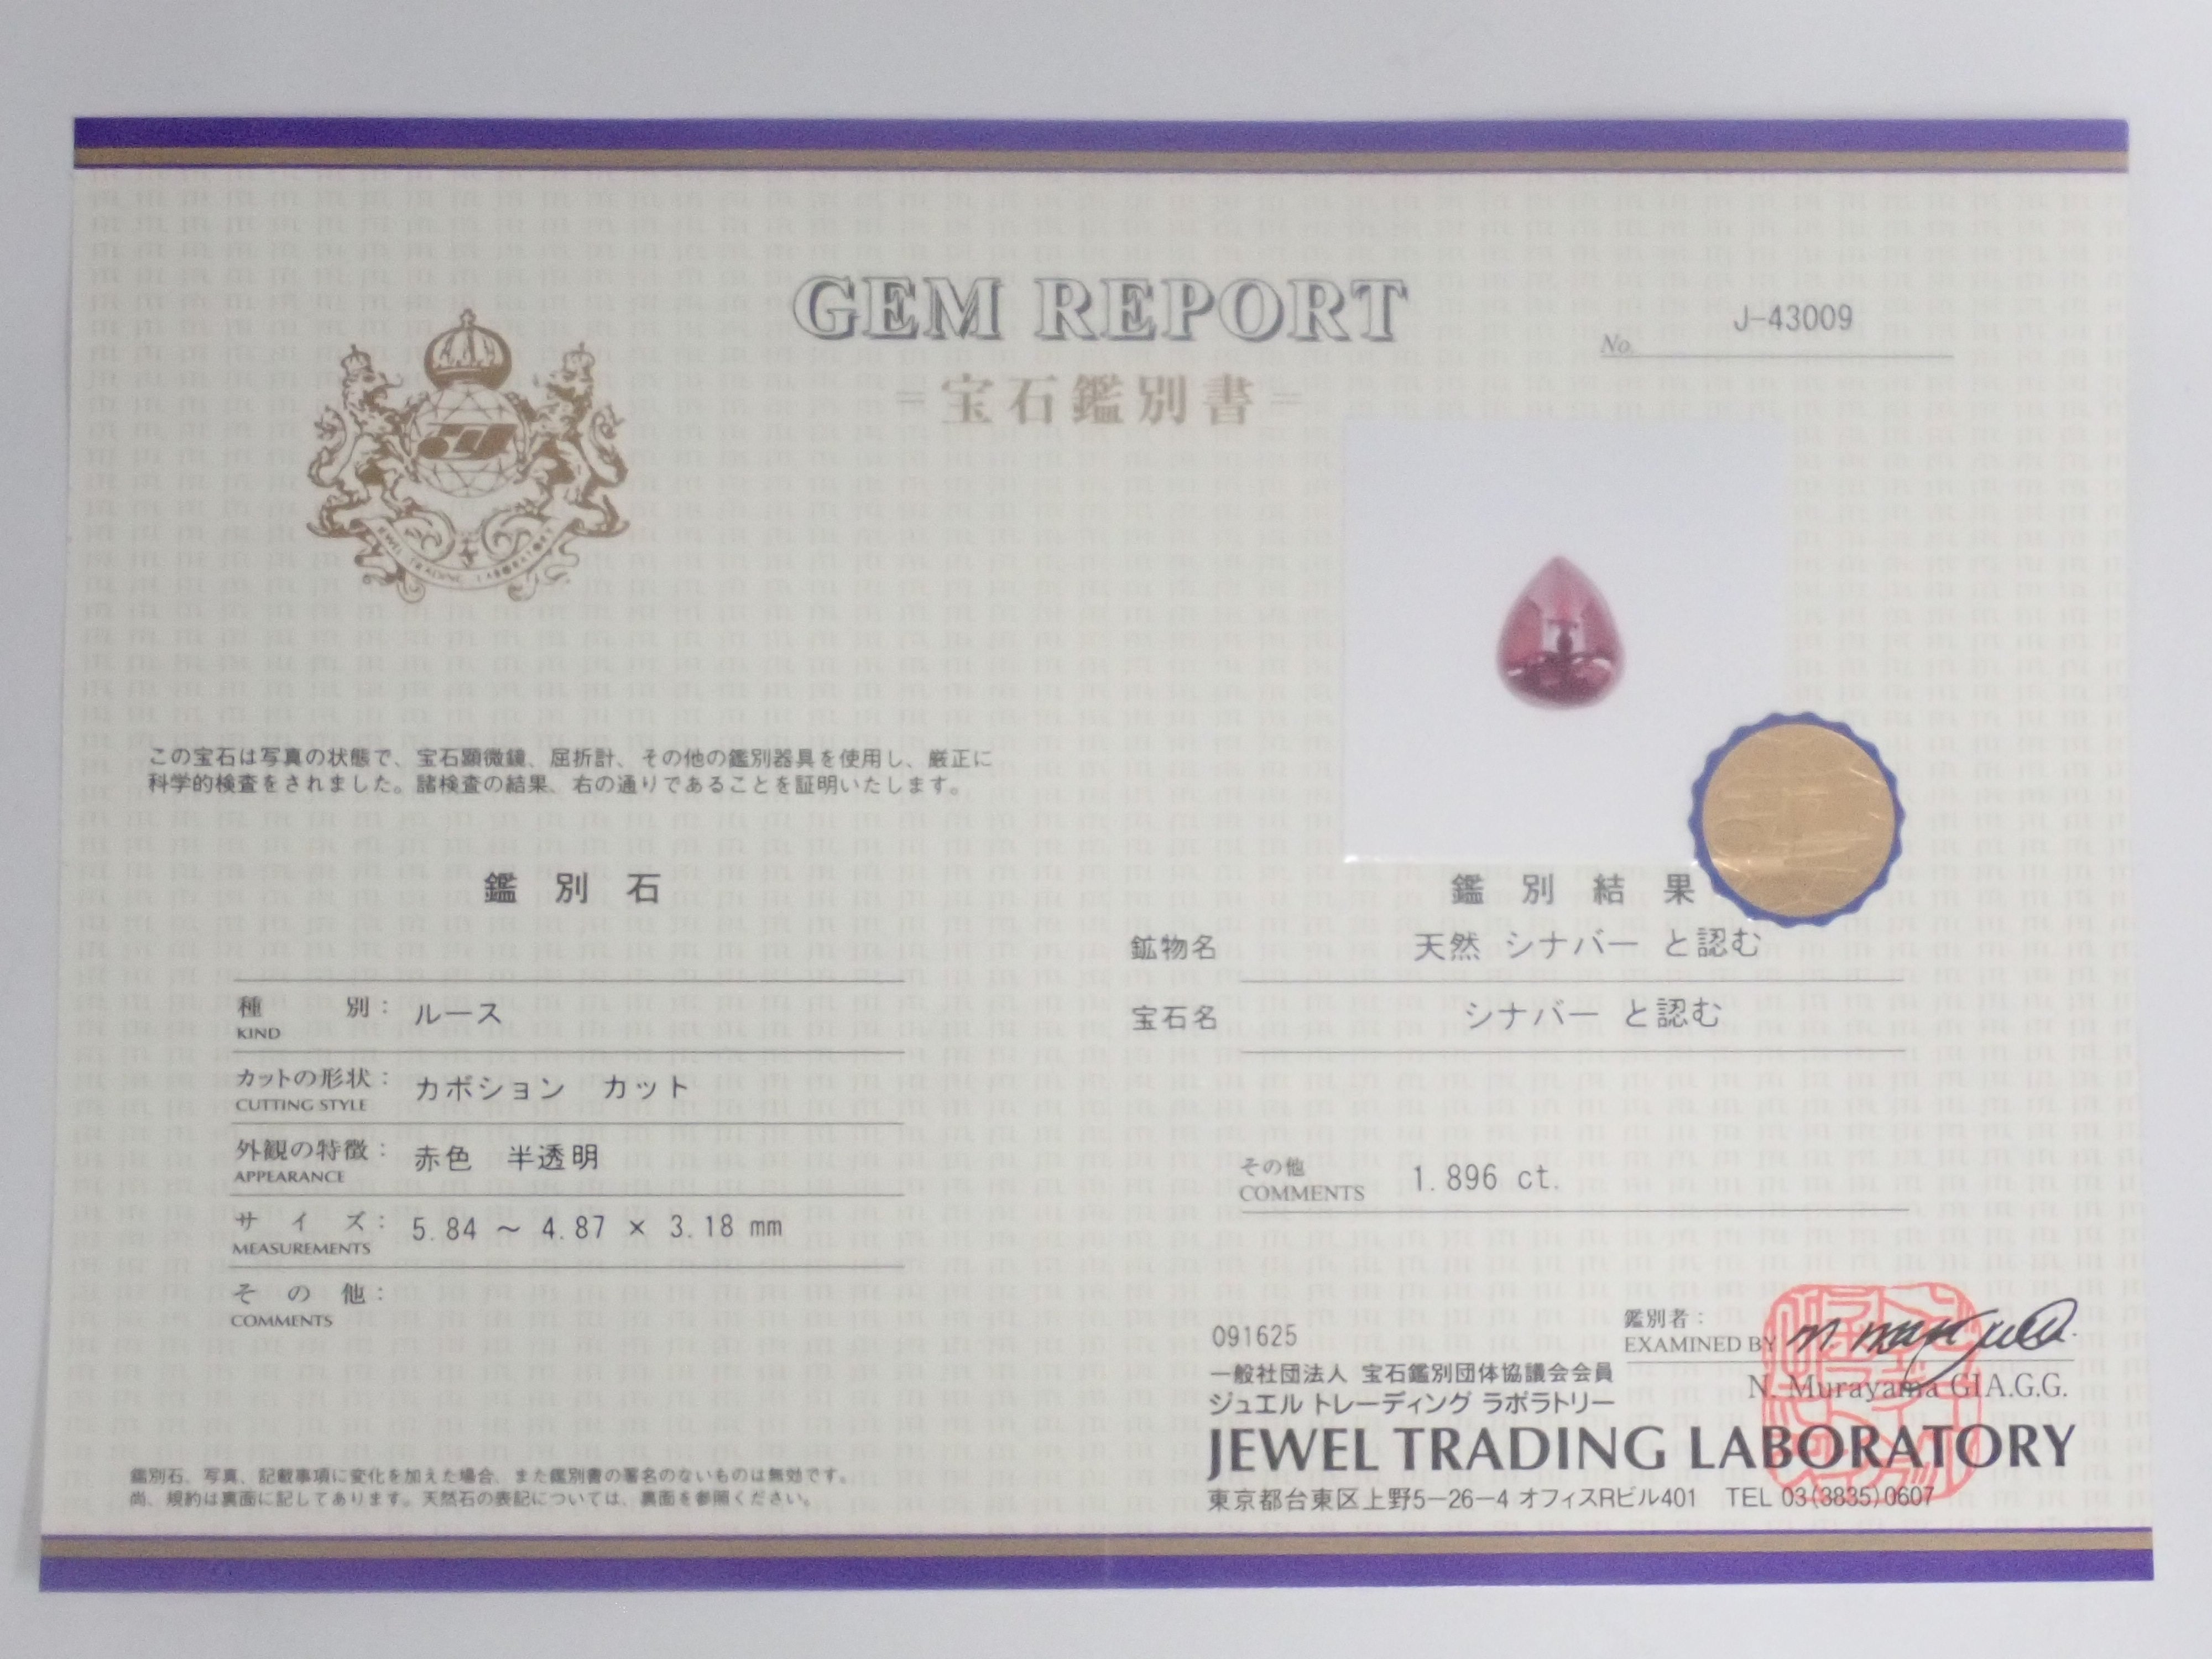 GEM REPORT
No. J-43009
=宝石鑑別書=
JEWEL TRADING LABORATORY
この宝石は写真の状態で、宝石顕微鏡、屈折計、その他の鑑別器具を使用し、厳正に
科学的検査をされました。諸検査の結果、右の通りであることを証明いたします。
鑑別石
種別: ルース
KIND
カットの形状: カボション カット
CUTTING STYLE
外観の特徴: 赤色 半透明
APPEARANCE
サイズ: 5.84 ～ 4.87 × 3.18 mm
MEASUREMENTS
その他:
COMMENTS
鑑別石、写真、記載事項に変化を加えた場合、また鑑別書の署名のないものは無効です。
尚、規約は裏面に記してあります。天然石の表記については、裏面を参照ください。
鑑別結果
鉱物名 天然 シナバー と認む
宝石名 シナバー と認む
その他 1.896 ct.
COMMENTS
091625
鑑別者:
EXAMINED BY
N. Murayama GIA.G.G.
一般社団法人 宝石鑑別団体協議会会員
ジュエル トレーディング ラボラトリー
JEWEL TRADING LABORATORY
東京都台東区上野5-26-4 オフィスRビル401 TEL 03(3835)0607